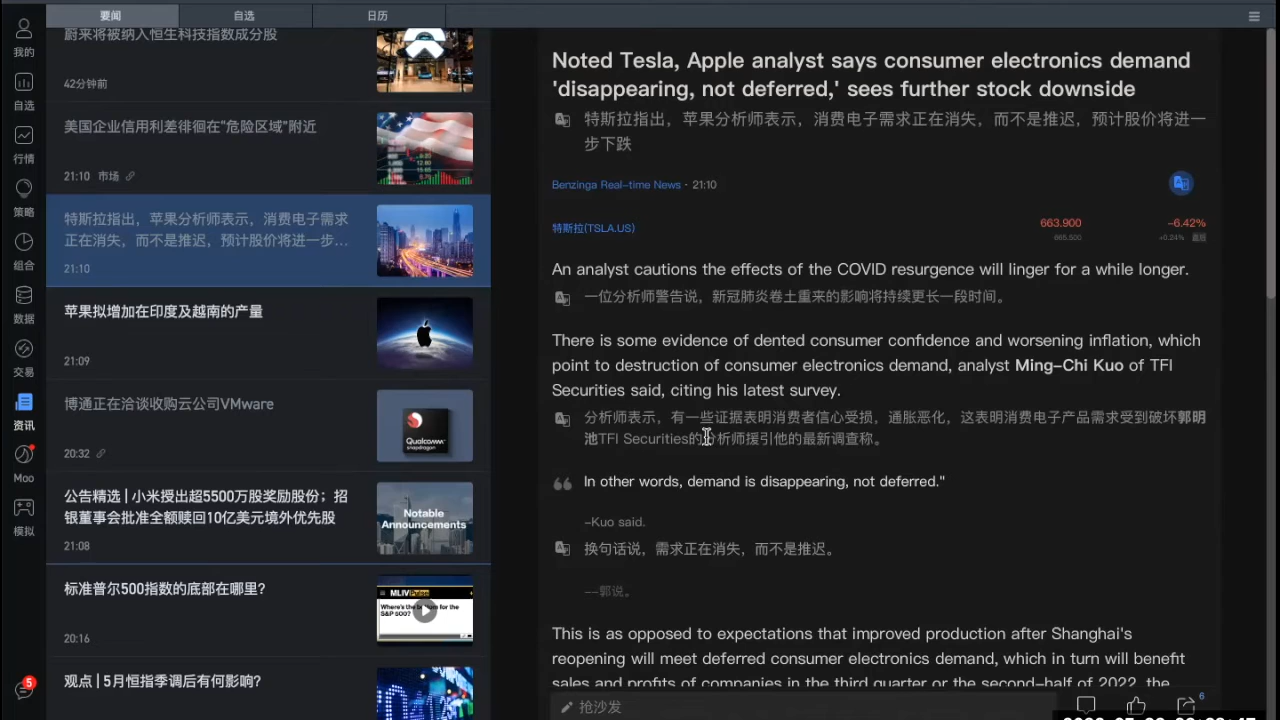 要闻
自选
日历
我的
自选
行情
策略
组合
数据
交易
资讯
Moo
模拟
5
蔚来将被纳入恒生科技指数成分股
42分钟前
美国企业信用利差徘徊在"危险区域"附近
21:10 市场
特斯拉指出，苹果分析师表示，消费电子需求
正在消失，而不是推迟，预计股价将进一步…
21:10
苹果拟增加在印度及越南的产量
21:09
博通正在洽谈收购云公司VMware
20:32
Qualcomm
snapdragon
公告精选 | 小米授出超5500万股奖励股份；招
银董事会批准全额赎回10亿美元境外优先股
21:08
Notable
Announcements
标准普尔500指数的底部在哪里?
20:16
MLIV Pulse
Where's the bottom for the
S&P 500?
观点 | 5月恒指季调后有何影响?
Noted Tesla, Apple analyst says consumer electronics demand
'disappearing, not deferred,' sees further stock downside
特斯拉指出，苹果分析师表示，消费电子需求正在消失，而不是推迟，预计股价将进一
步下跌
Benzinga Real-time News · 21:10
特斯拉(TSLA.US)
663.900
-6.42%
665.500
+0.24%
An analyst cautions the effects of the COVID resurgence will linger for a while longer.
一位分析师警告说，新冠肺炎卷土重来的影响将持续更长一段时间。
There is some evidence of dented consumer confidence and worsening inflation, which
point to destruction of consumer electronics demand, analyst Ming-Chi Kuo of TFI
Securities said, citing his latest survey.
分析师表示，有一些证据表明消费者信心受损，通胀恶化，这表明消费电子产品需求受到破坏郭明
池TFI Securities的分析师援引他的最新调查称。
In other words, demand is disappearing, not deferred."
-Kuo said.
换句话说，需求正在消失，而不是推迟。
--郭说。
This is as opposed to expectations that improved production after Shanghai's
reopening will meet deferred consumer electronics demand, which in turn will benefit
sales and profits of companies in the third quarter or the second-half of 2022, the
抢沙发
6